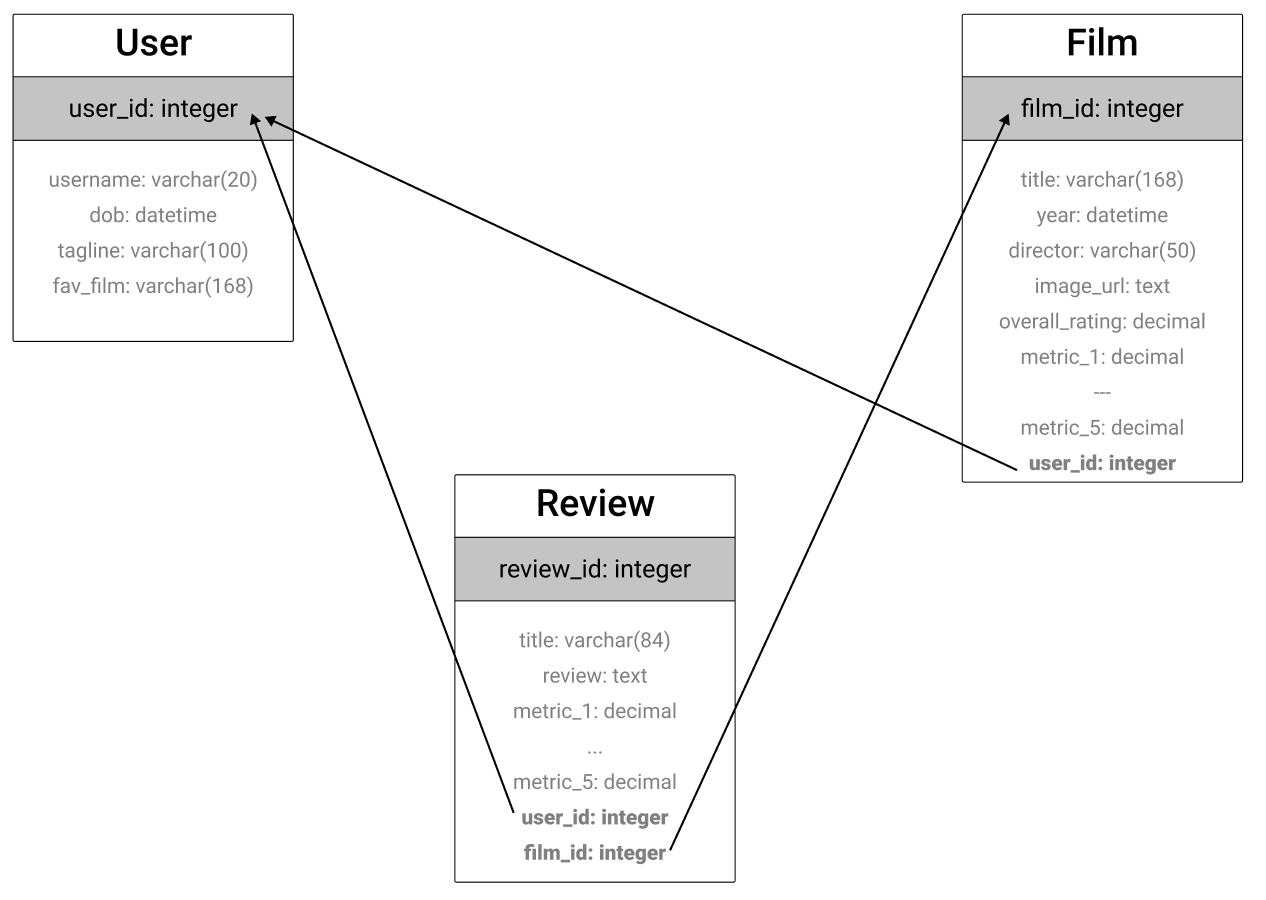 User
user_id: integer
username: varchar(20)
dob: datetime
tagline: varchar(100)
fav_film: varchar(168)
Film
film_id: integer
title: varchar(168)
year: datetime
director: varchar(50)
image_url: text
overall_rating: decimal
metric_1: decimal
---
metric_5: decimal
user_id: integer
Review
review_id: integer
title: varchar(84)
review: text
metric_1: decimal
...
metric_5: decimal
user_id: integer
film_id: integer